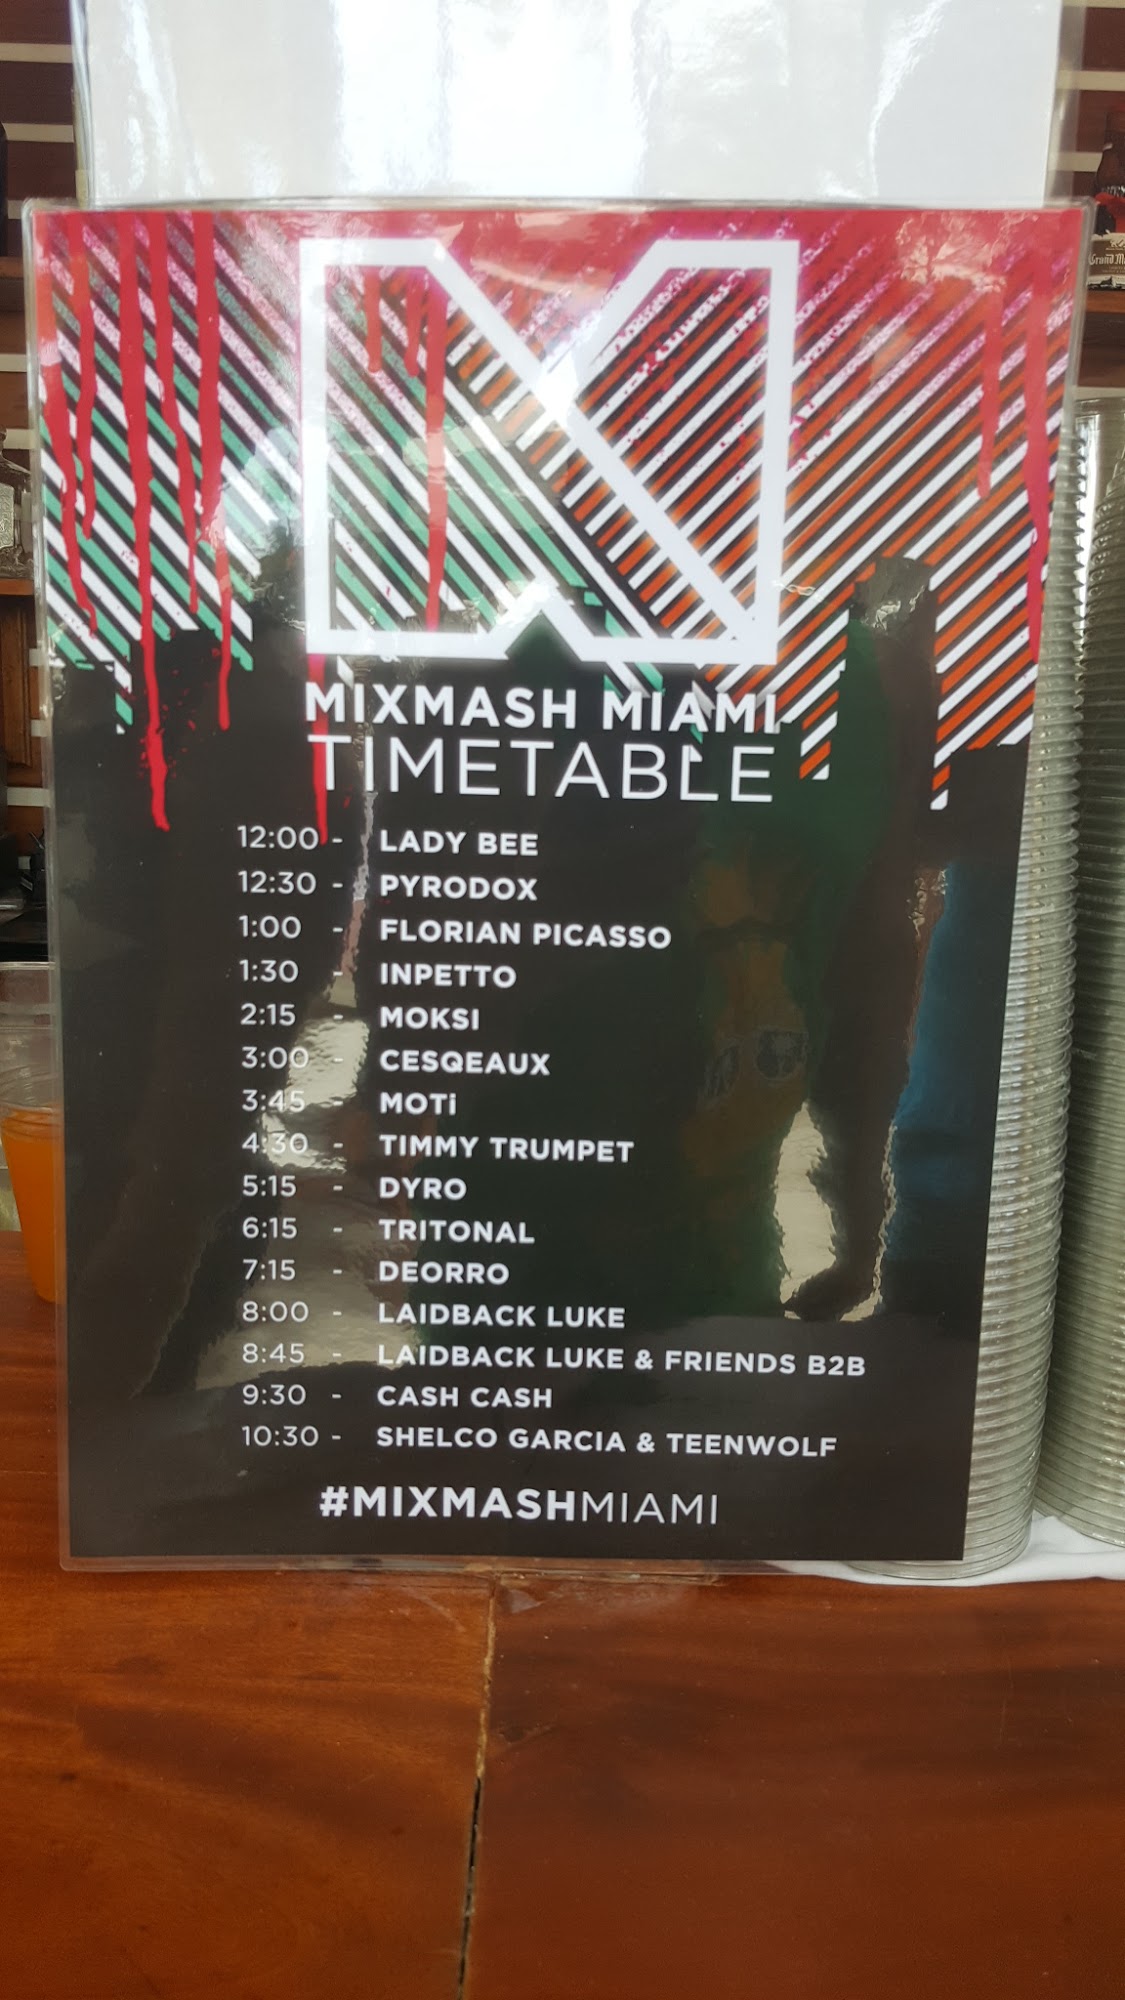 MIXMASH MIAMI
TIMETABLE
12:00 - LADY BEE
12:30 - PYRODOX
1:00 - FLORIAN PICASSO
1:30 - INPETTO
2:15 - MOKSI
3:00 - CESQEAUX
3:45 - MOTi
4:30 - TIMMY TRUMPET
5:15 - DYRO
6:15 - TRITONAL
7:15 - DEORRO
8:00 - LAIDBACK LUKE
8:45 - LAIDBACK LUKE & FRIENDS B2B
9:30 - CASH CASH
10:30 - SHELCO GARCIA & TEENWOLF
#MIXMASHMIAMI